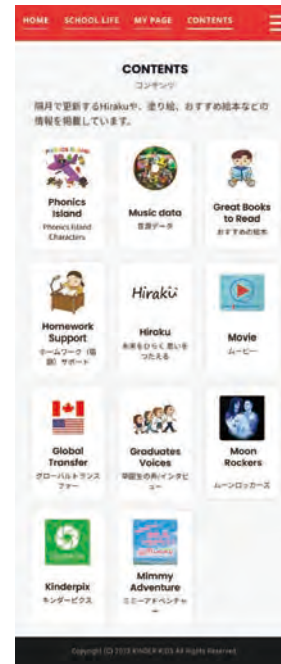 HOME SCHOOL LIFE MY PAGE CONTENTS
CONTENTS
コンテンツ
隔月で更新するHirakuや、塗り絵、おすすめ絵本などの
情報を掲載しています。
Phonics
Island
Phonics Island
Characters
Music data
音源データ
Great Books
to Read
おすすめの絵本
Homework
Support
ホームワーク（宿
題）サポート
Hiraku
Hiraku
未来をひらく 思いを
つたえる
Movie
ムービー
Global
Transfer
グローバルトランス
ファー
Graduates
Voices
卒園生の声/インタビ
ュー
Moon
Rockers
ムーンロッカーズ
Kinderpix
キンダーピクス
Mimmy
Adventure
ミミーアドベンチャ
ー
Copyright (C) KINDER KIDS All Rights Reserved.